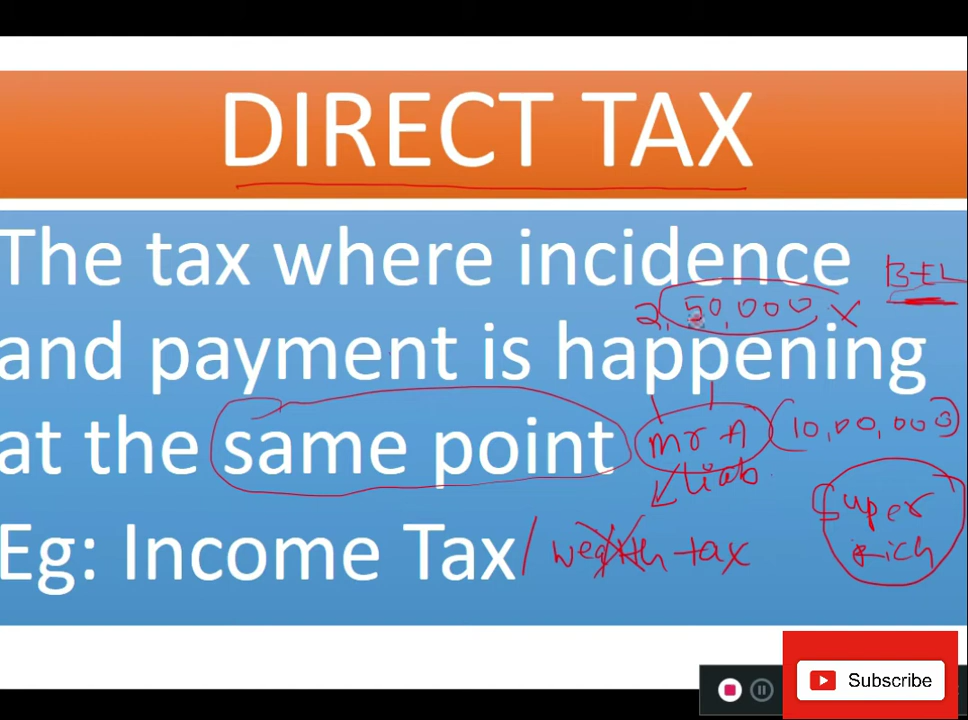 DIRECT TAX
The tax where incidence
BEL
2,50,000 X
and payment is happening
at the same point
mr A (10,00,000)
liab
Super
Rich
Eg: Income Tax/ wealth tax
Subscribe